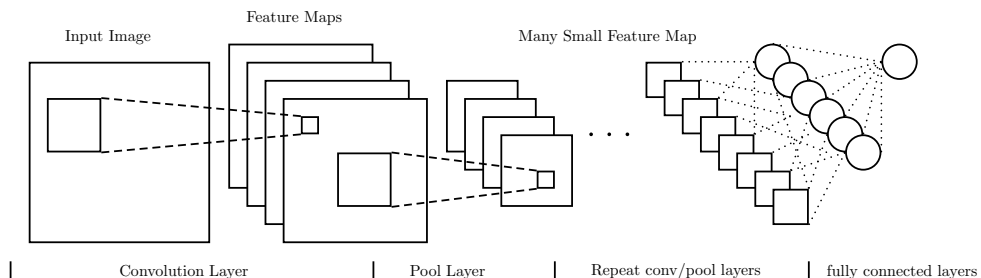 Feature Maps
Input Image
Many Small Feature Map
Convolution Layer
Pool Layer
Repeat conv/pool layers
fully connected layers